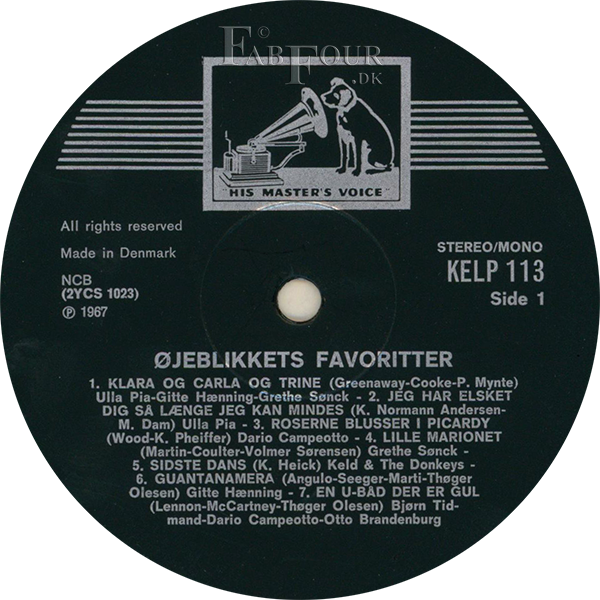 © FAB FOUR .DK
"HIS MASTER'S VOICE"
All rights reserved
Made in Denmark
NCB
(2YCS 1023)
℗ 1967
STEREO/MONO
KELP 113
Side 1
ØJEBLIKKETS FAVORITTER
1. KLARA OG CARLA OG TRINE (Greenaway-Cooke-P. Mynte)
Ulla Pia-Gitte Hænning-Grethe Sønck - 2. JEG HAR ELSKET
DIG SÅ LÆNGE JEG KAN MINDES (K. Normann Andersen-
M. Dam) Ulla Pia - 3. ROSERNE BLUSSER I PICARDY
(Wood-K. Pheiffer) Dario Campeotto - 4. LILLE MARIONET
(Martin-Coulter-Volmer Sørensen) Grethe Sønck -
5. SIDSTE DANS (K. Heick) Keld & The Donkeys -
6. GUANTANAMERA (Angulo-Seeger-Marti-Thøger
Olesen) Gitte Hænning - 7. EN U-BÅD DER ER GUL
(Lennon-McCartney-Thøger Olesen) Bjørn Tid-
mand-Dario Campeotto-Otto Brandenburg